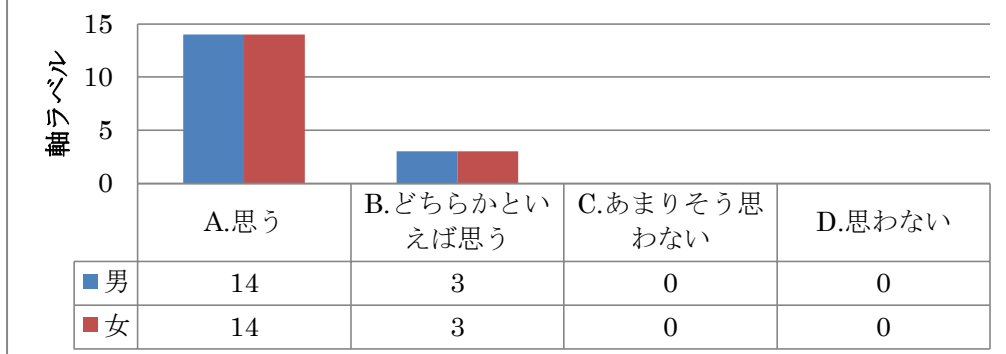 15
10
5
0
軸ラベル
A.思う
B.どちらかとい
えば思う
C.あまりそう思
わない
D.思わない
男 14 3 0 0
女 14 3 0 0